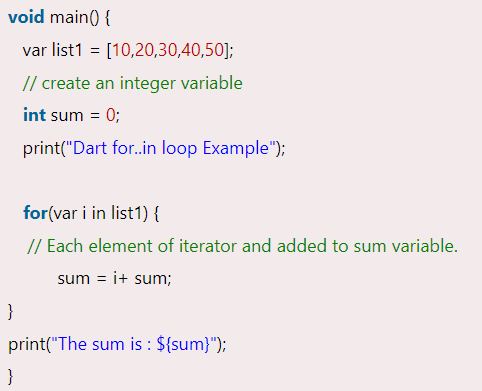 void main() {
var list1 = [10,20,30,40,50];
// create an integer variable
int sum = 0;
print("Dart for..in loop Example");
for(var i in list1) {
// Each element of iterator and added to sum variable.
sum = i+ sum;
}
print("The sum is : ${sum}");
}